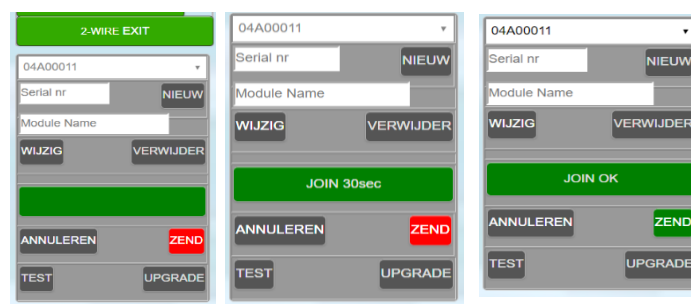 2-WIRE EXIT
04A00011
Serial nr
NIEUW
Module Name
WIJZIG
VERWIJDER
ANNULEREN
ZEND
TEST
UPGRADE
04A00011
Serial nr
NIEUW
Module Name
WIJZIG
VERWIJDER
JOIN 30sec
ANNULEREN
ZEND
TEST
UPGRADE
04A00011
Serial nr
NIEUW
Module Name
WIJZIG
VERWIJDER
JOIN OK
ANNULEREN
ZEND
TEST
UPGRADE